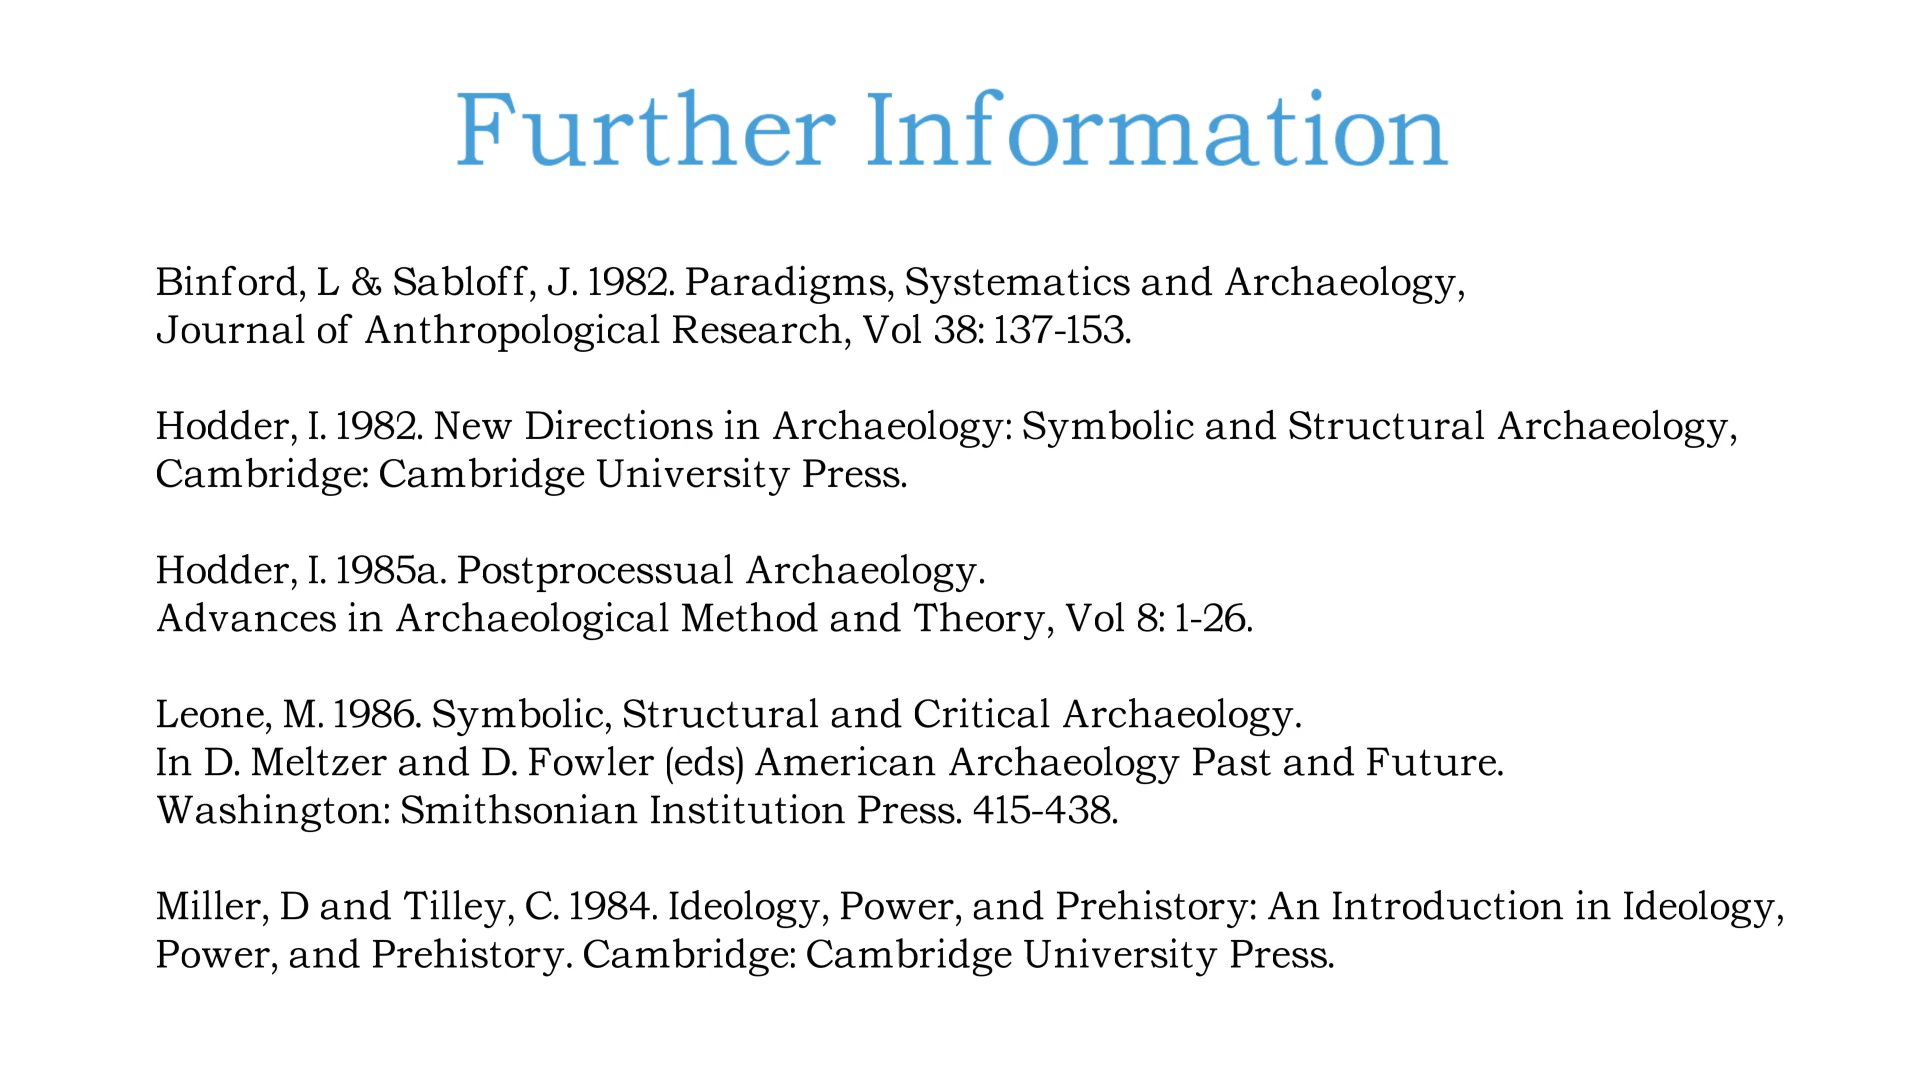 Further Information
Binford, L & Sabloff, J. 1982. Paradigms, Systematics and Archaeology,
Journal of Anthropological Research, Vol 38: 137-153.
Hodder, I. 1982. New Directions in Archaeology: Symbolic and Structural Archaeology,
Cambridge: Cambridge University Press.
Hodder, I. 1985a. Postprocessual Archaeology.
Advances in Archaeological Method and Theory, Vol 8: 1-26.
Leone, M. 1986. Symbolic, Structural and Critical Archaeology.
In D. Meltzer and D. Fowler (eds) American Archaeology Past and Future.
Washington: Smithsonian Institution Press. 415-438.
Miller, D and Tilley, C. 1984. Ideology, Power, and Prehistory: An Introduction in Ideology,
Power, and Prehistory. Cambridge: Cambridge University Press.